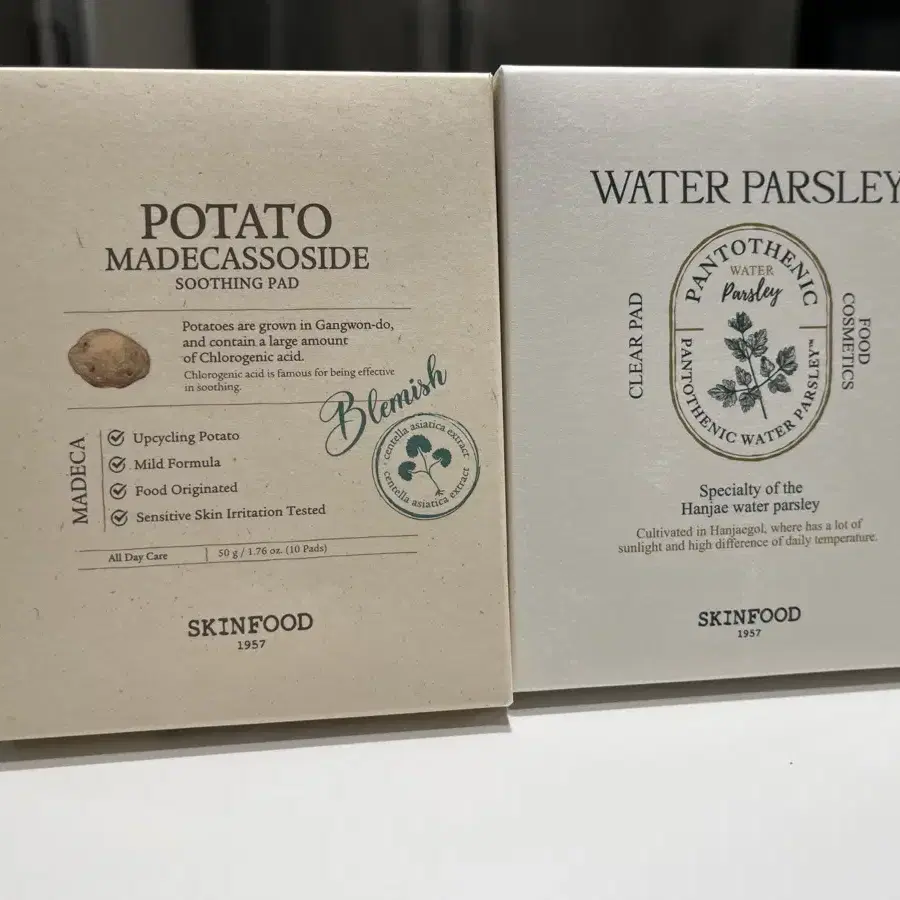 POTATO
MADECASSOSIDE
SOOTHING PAD
Potatoes are grown in Gangwon-do,
and contain a large amount
of Chlorogenic acid.
Chlorogenic acid is famous for being effective
in soothing.
Blemish
centella asiatica extract
centella asiatica extract
MADECA
Upcycling Potato
Mild Formula
Food Originated
Sensitive Skin Irritation Tested
All Day Care
50 g / 1.76 oz. (10 Pads)
SKINFOOD
1957
WATER PARSLEY
PANTOTHENIC
WATER
Parsley
PANTOTHENIC WATER PARSLEY™
CLEAR PAD
FOOD
COSMETICS
Specialty of the
Hanjae water parsley
Cultivated in Hanjaegol, where has a lot of
sunlight and high difference of daily temperature.
SKINFOOD
1957